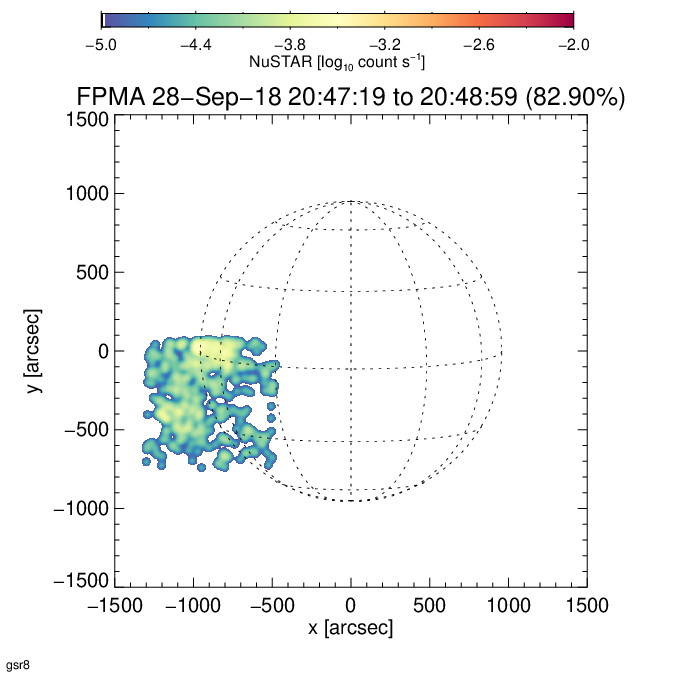 −5.0 −4.4 −3.8 −3.2 −2.6 −2.0
NuSTAR [log10 count s−1]
FPMA 28−Sep−18 20:47:19 to 20:48:59 (82.90%)
1500
1000
500
0
−500
−1000
−1500
y [arcsec]
−1500 −1000 −500 0 500 1000 1500
x [arcsec]
gsr8